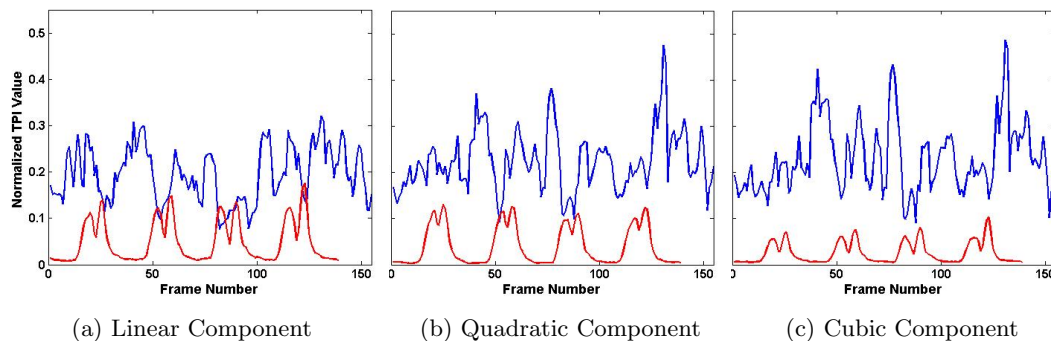 Normalized TPI Value
0.5
0.4
0.3
0.2
0.1
0
50
100
150
Frame Number
0
50
100
150
Frame Number
0
50
100
150
Frame Number
(a) Linear Component
(b) Quadratic Component
(c) Cubic Component